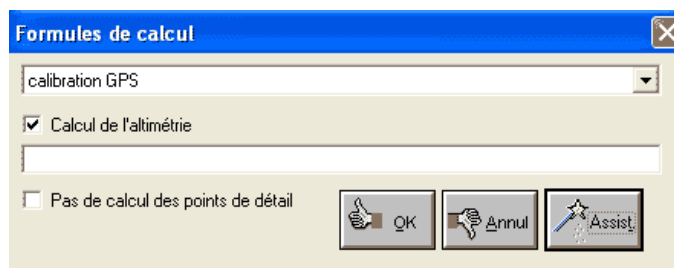 Formules de calcul
calibration GPS
Calcul de l'altimétrie
Pas de calcul des points de détail
OK Annul Assist.